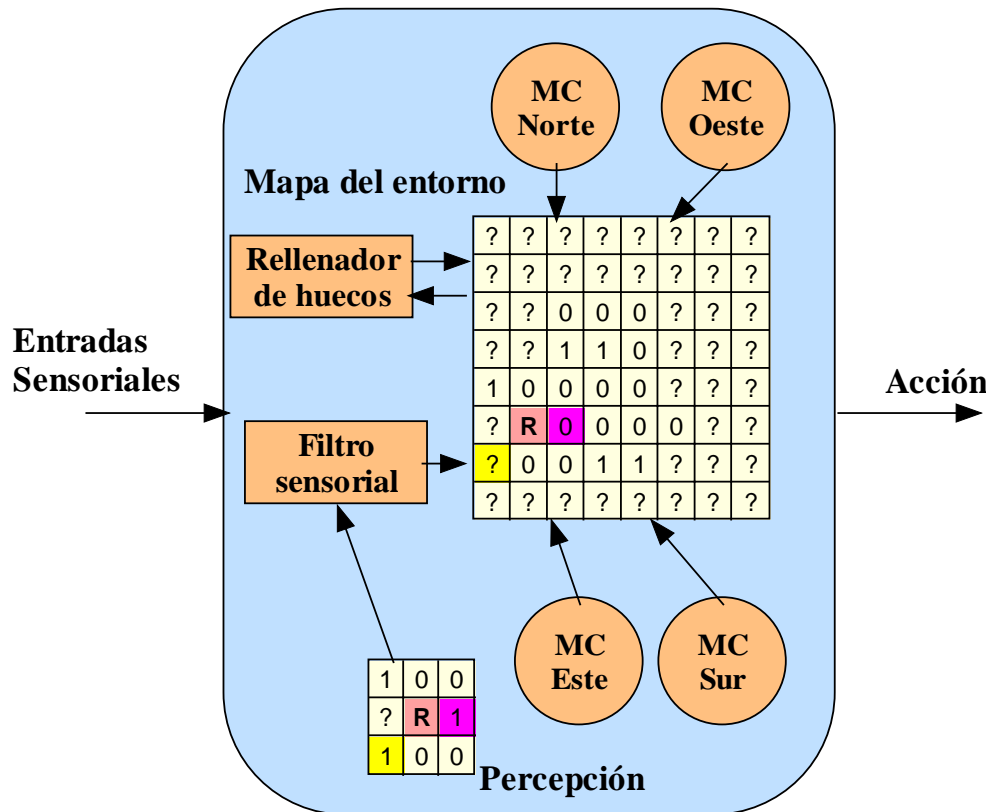 MC
Norte
MC
Oeste
Mapa del entorno
Rellenador
de huecos
? ? ? ? ? ? ? ?
? ? ? ? ? ? ? ?
? ? 0 0 0 ? ? ?
? ? 1 1 0 ? ? ?
1 0 0 0 0 ? ? ?
? R 0 0 0 0 ? ?
? 0 0 1 1 ? ? ?
? ? ? ? ? ? ? ?
Entradas
Sensoriales
Acción
Filtro
sensorial
MC
Este
MC
Sur
1 0 0
? R 1
1 0 0
Percepción